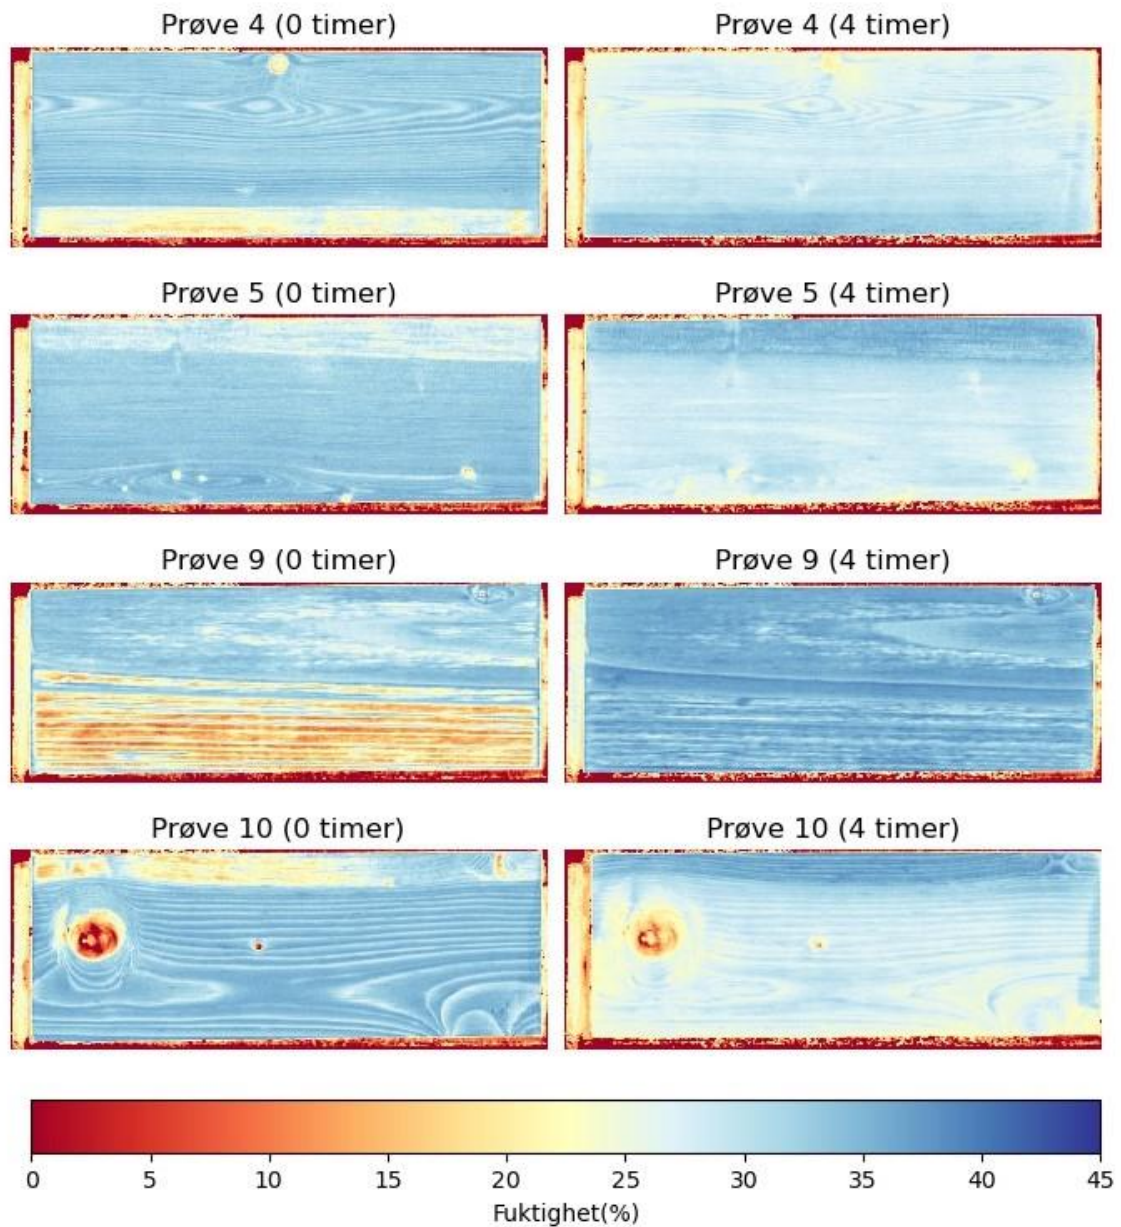 Prøve 4 (0 timer) Prøve 4 (4 timer)
Prøve 5 (0 timer) Prøve 5 (4 timer)
Prøve 9 (0 timer) Prøve 9 (4 timer)
Prøve 10 (0 timer) Prøve 10 (4 timer)
0 5 10 15 20 25 30 35 40 45
Fuktighet(%)